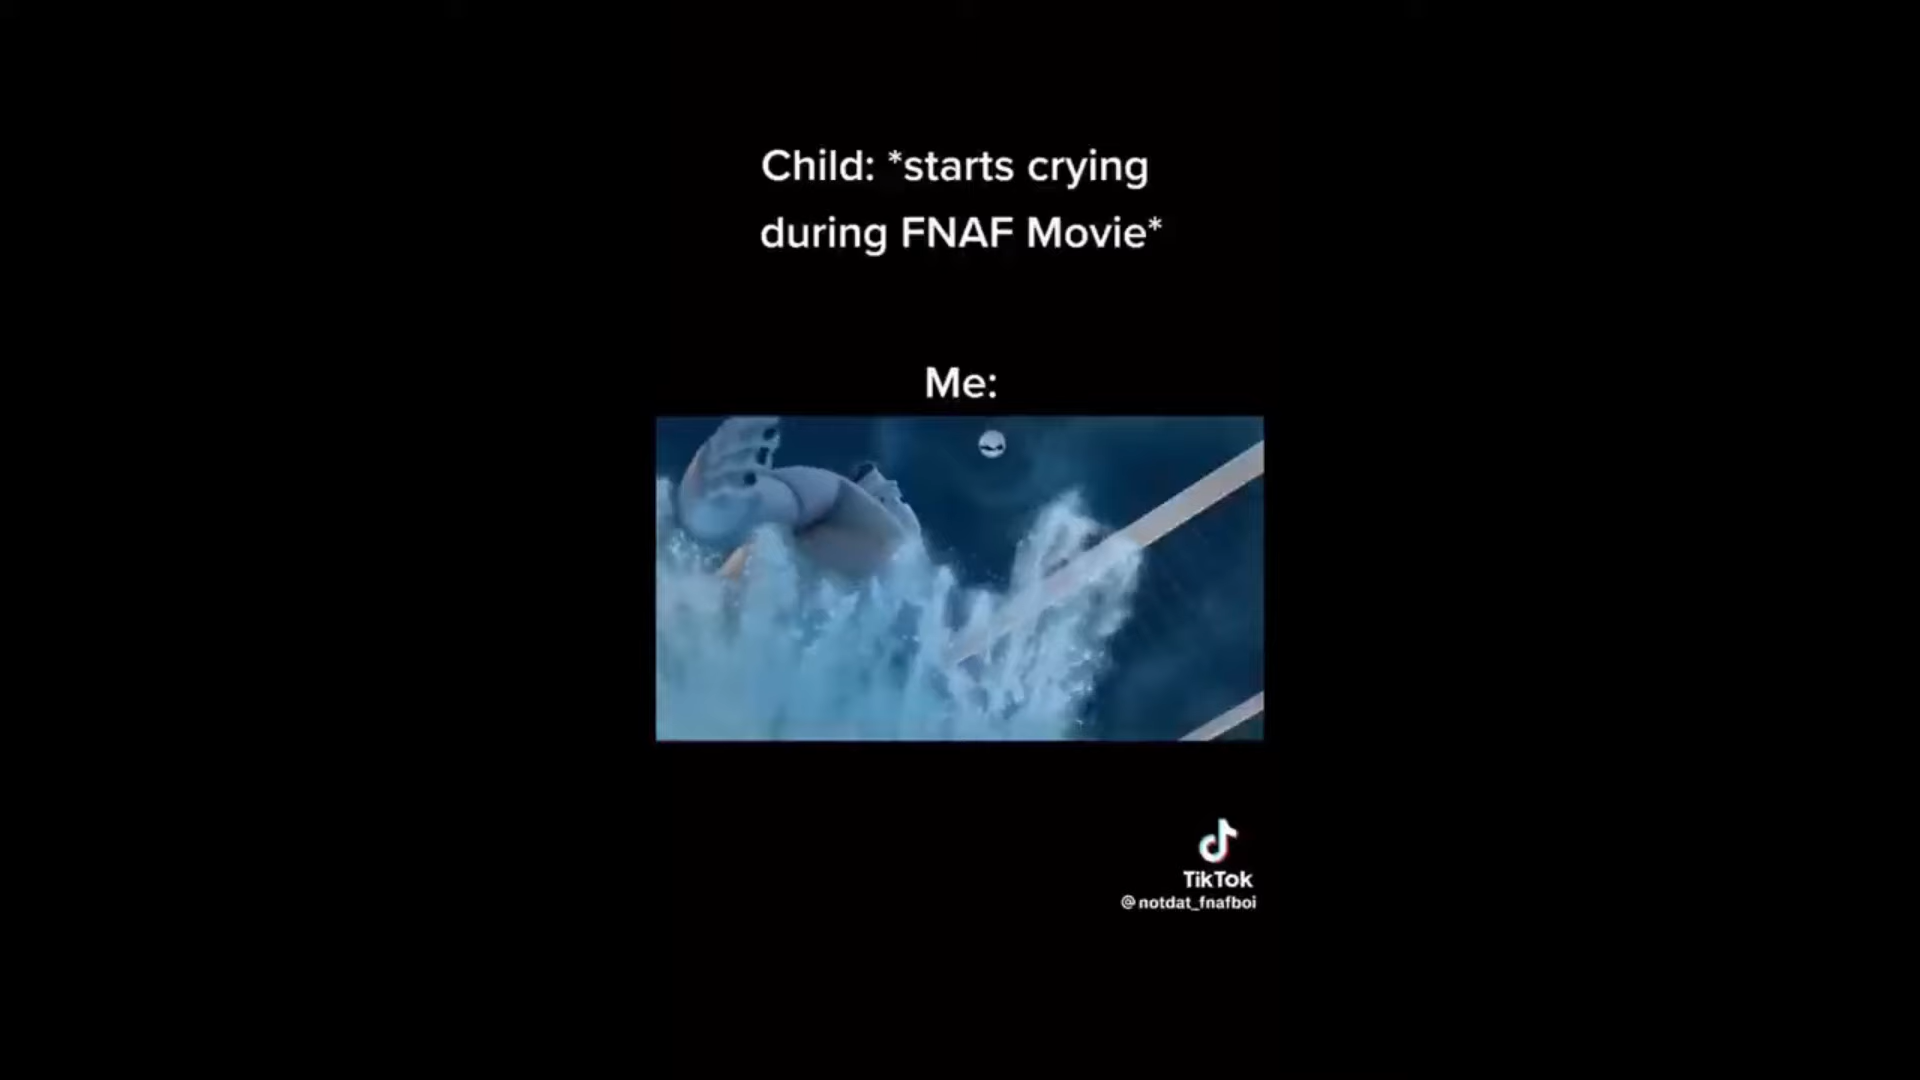 Child: *starts crying
during FNAF Movie*
Me:
TikTok
@notdat_fnafboi